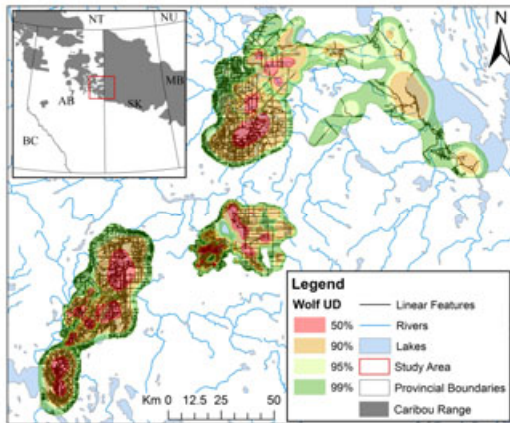 NT
NU
N
AB
SK
MB
BC
Legend
Wolf UD
50%
90%
95%
99%
Linear Features
Rivers
Lakes
Study Area
Provincial Boundaries
Caribou Range
Km 0 12.5 25 50